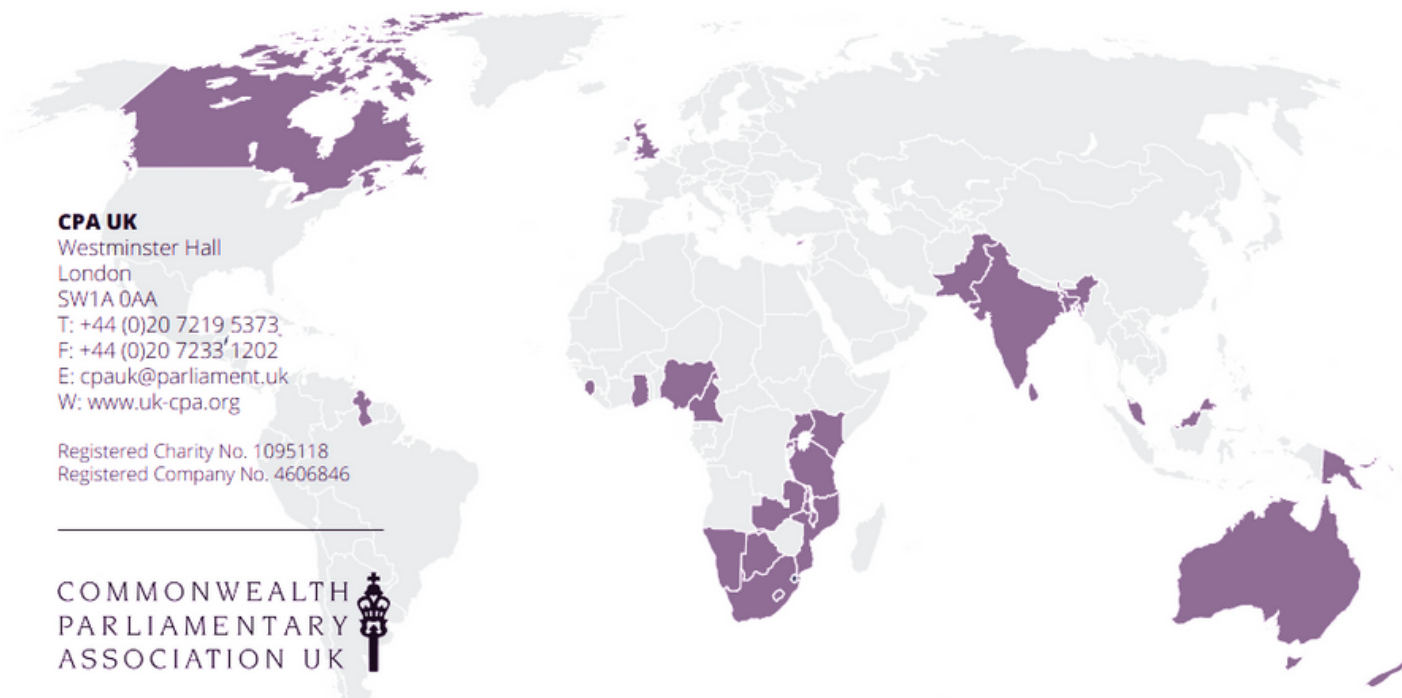 CPA UK
Westminster Hall
London
SW1A 0AA
T: +44 (0)20 7219 5373
F: +44 (0)20 7233 1202
E: cpauk@parliament.uk
W: www.uk-cpa.org
Registered Charity No. 1095118
Registered Company No. 4606846
COMMONWEALTH
PARLIAMENTARY
ASSOCIATION UK